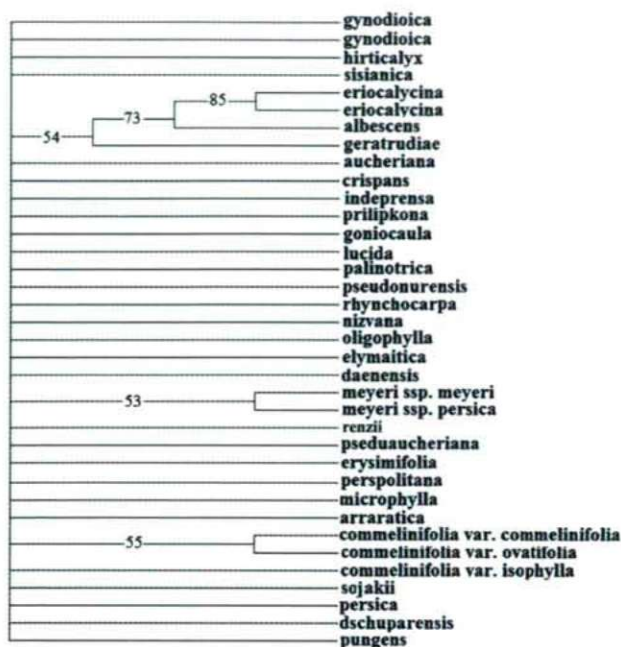 gynodioica
gynodioica
hirticalyx
sisianica
eriocalycina
85
eriocalycina
73
albescens
54
geratrudiae
aucheriana
crispans
indeprensa
prilipkona
goniocaula
lucida
palinotrica
pseudonurensis
rhynchocarpa
nizvana
oligophylla
elymaitica
daenensis
meyeri ssp. meyeri
53
meyeri ssp. persica
renzii
pseduaucheriana
erysimifolia
perspolitana
microphylla
arraratica
commelinifolia var. commelinifolia
55
commelinifolia var. ovatifolia
commelinifolia var. isophylla
sojakii
persica
dschuparensis
pungens